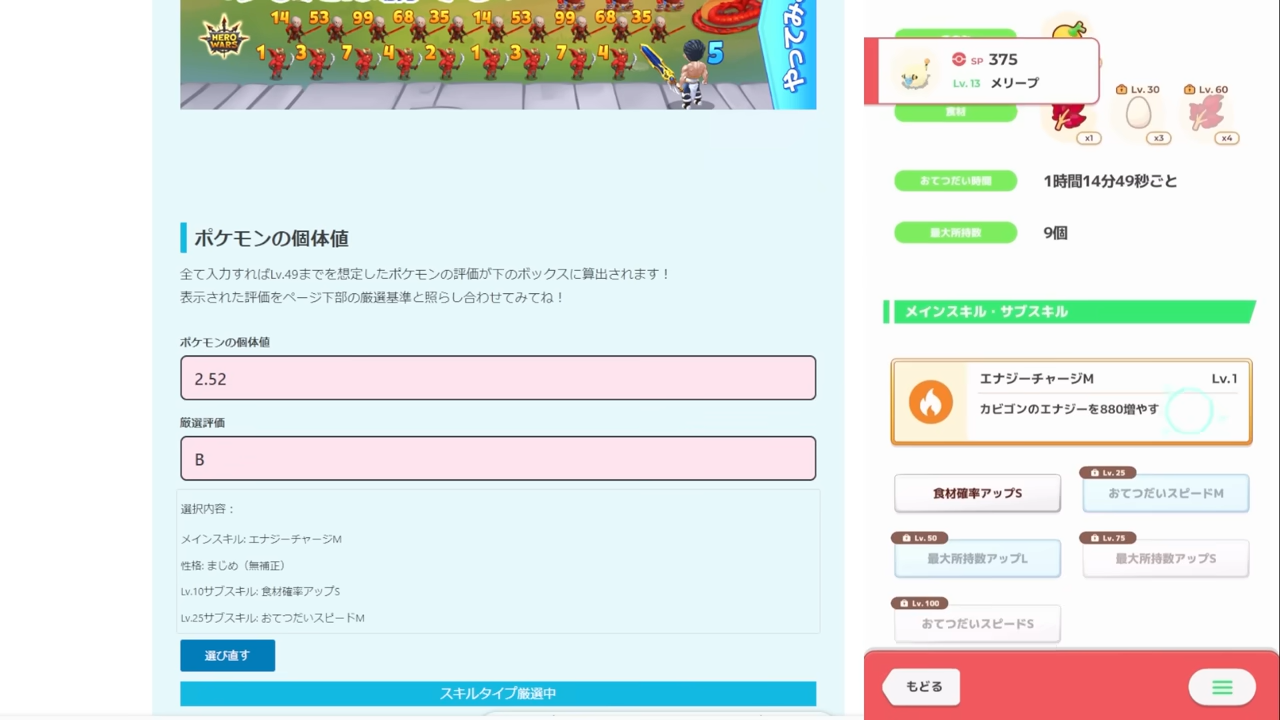 14 53 99 68 35 14 53 99 68 35
HERO WARS
1 3 7 4 2 1 3 7 4 5
やってみな
ポケモンの個体値
全て入力すればLv.49までを想定したポケモンの評価が下のボックスに算出されます！
表示された評価をページ下部の厳選基準と照らし合わせてみてね！
ポケモンの個体値
2.52
厳選評価
B
選択内容：
メインスキル: エナジーチャージM
性格: まじめ（無補正）
Lv.10サブスキル: 食材確率アップS
Lv.25サブスキル: おてつだいスピードM
選び直す
スキルタイプ厳選中
SP 375
Lv. 13 メリープ
食材
Lv. 30
Lv. 60
x1
x3
x4
おてつだい時間
1時間14分49秒ごと
最大所持数
9個
メインスキル・サブスキル
エナジーチャージM
Lv.1
カビゴンのエナジーを880増やす
食材確率アップS
Lv.25
おてつだいスピードM
Lv.50
最大所持数アップL
Lv.75
最大所持数アップS
Lv.100
おてつだいスピードS
もどる